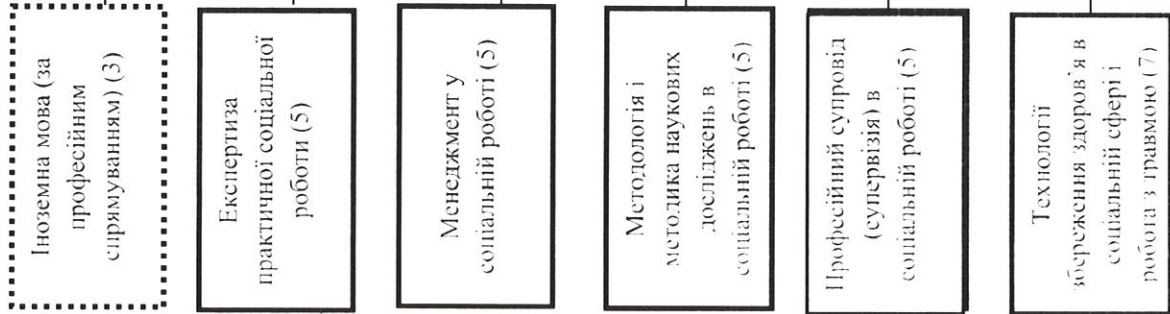 Іноземна мова (за
професійним
спрямуванням) (3)
Експертиза
практичної соціальної
роботи (5)
Менеджмент у
соціальній роботі (5)
Методологія і
методика наукових
досліджень в
соціальній роботі (5)
Професійний супровід
(супервізія) в
соціальній роботі (5)
Технології
збереження здоров`я в
соціальній сфері і
робота з травмою (7)